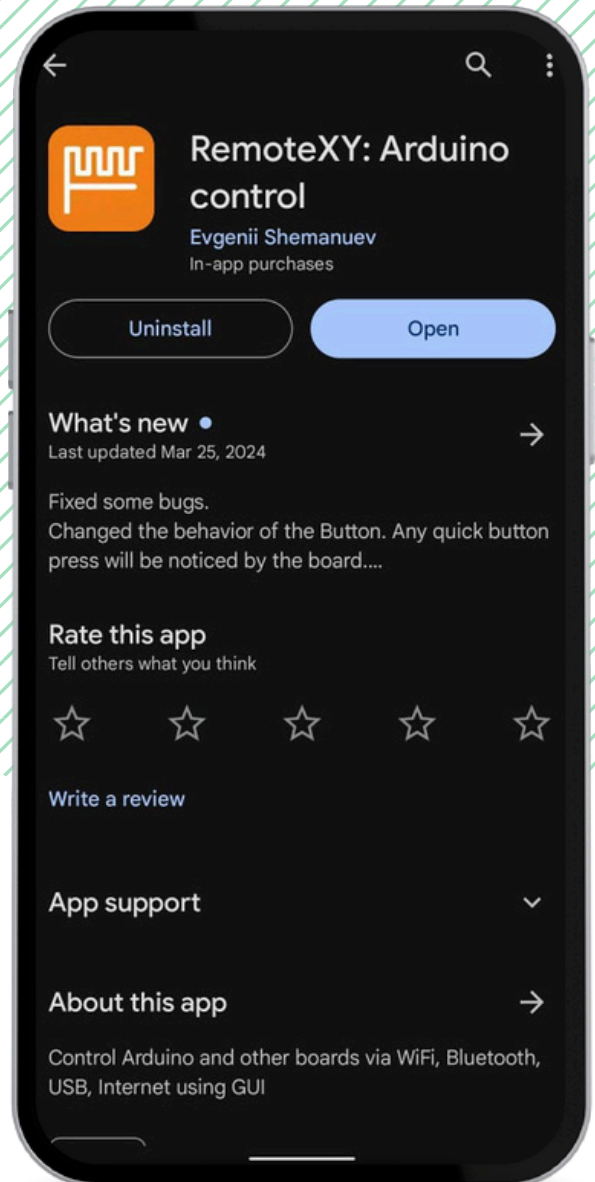 RemoteXY: Arduino
control
Evgenii Shemanuev
In-app purchases
Uninstall
Open
What's new
Last updated Mar 25, 2024
Fixed some bugs.
Changed the behavior of the Button. Any quick button
press will be noticed by the board....
Rate this app
Tell others what you think
Write a review
App support
About this app
Control Arduino and other boards via WiFi, Bluetooth,
USB, Internet using GUI